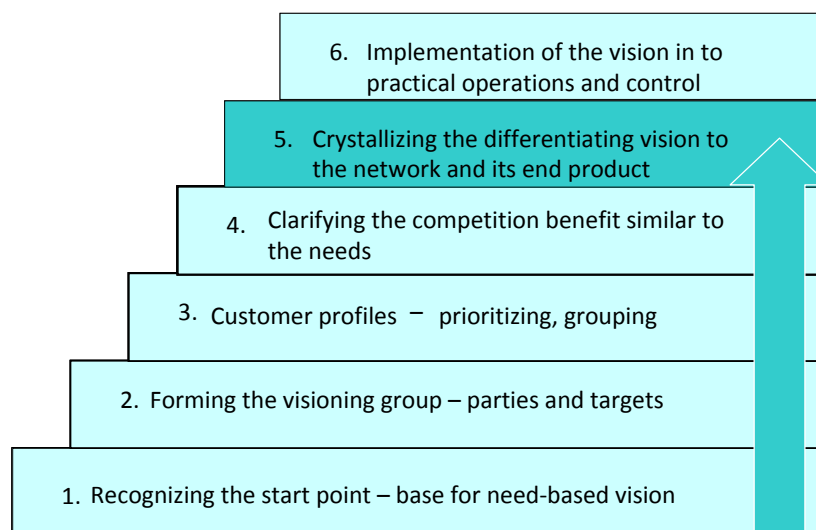 6. Implementation of the vision in to
practical operations and control
5. Crystallizing the differentiating vision to
the network and its end product
4. Clarifying the competition benefit similar to
the needs
3. Customer profiles – prioritizing, grouping
2. Forming the visioning group – parties and targets
1. Recognizing the start point – base for need-based vision